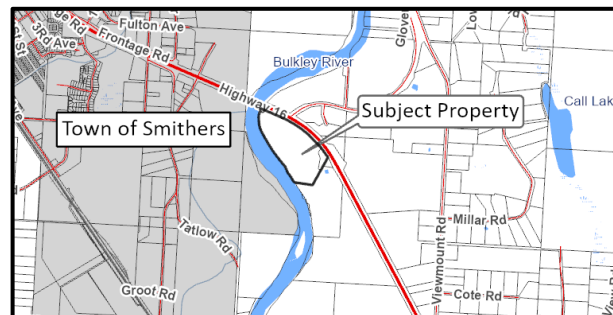 Fulton Ave
3Rd Ave
Frontage Rd
Bulkley River
Highway 16
Subject Property
Town of Smithers
Call Lak
Tatlow Rd
Groot Rd
Millar Rd
Viewmount Rd
Cote Rd